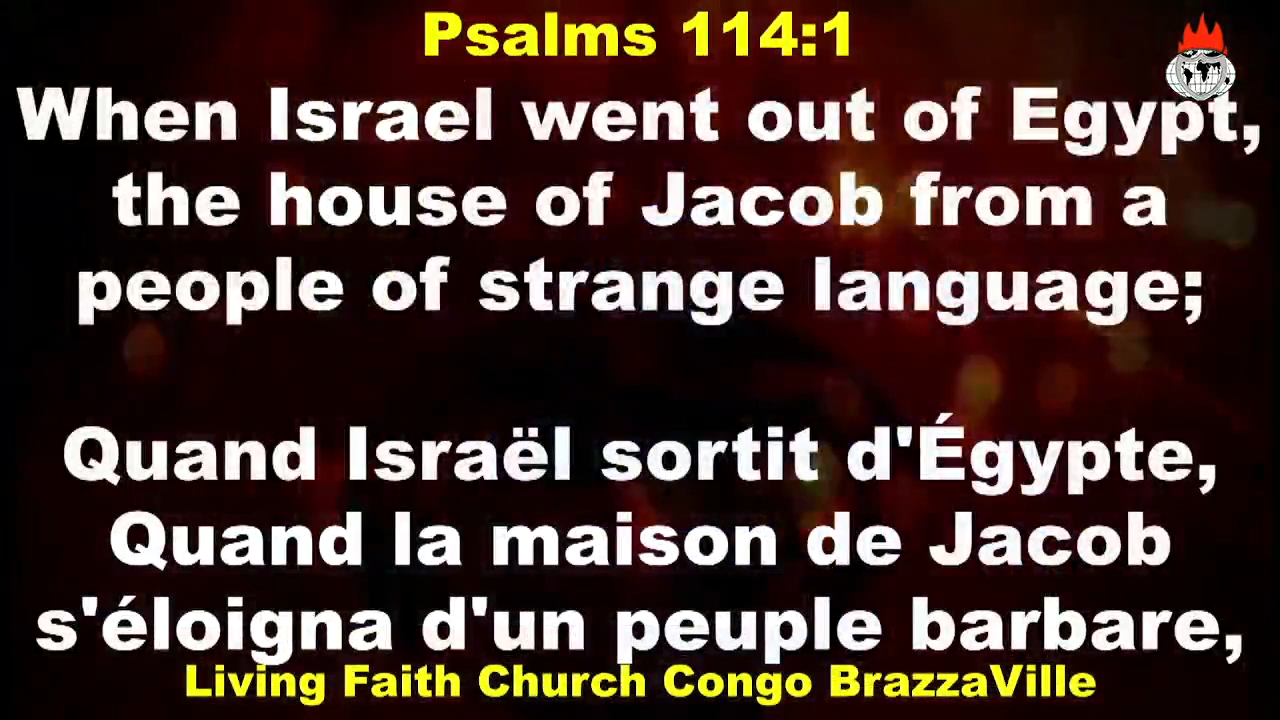 Psalms 114:1
When Israel went out of Egypt,
the house of Jacob from a
people of strange language;
Quand Israël sortit d'Égypte,
Quand la maison de Jacob
s'éloigna d'un peuple barbare,
Living Faith Church Congo BrazzaVille